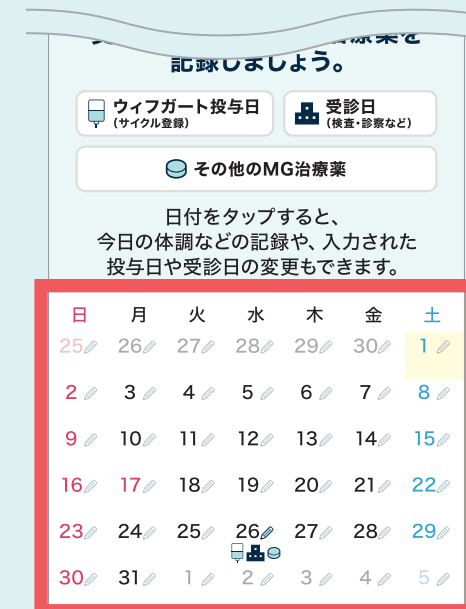 記録しましょう。
ウィフガート投与日
(サイクル登録)
受診日
(検査・診察など)
その他のMG治療薬
日付をタップすると、
今日の体調などの記録や、入力された
投与日や受診日の変更もできます。
日 月 火 水 木 金 土
25 26 27 28 29 30 1
2 3 4 5 6 7 8
9 10 11 12 13 14 15
16 17 18 19 20 21 22
23 24 25 26 27 28 29
30 31 1 2 3 4 5